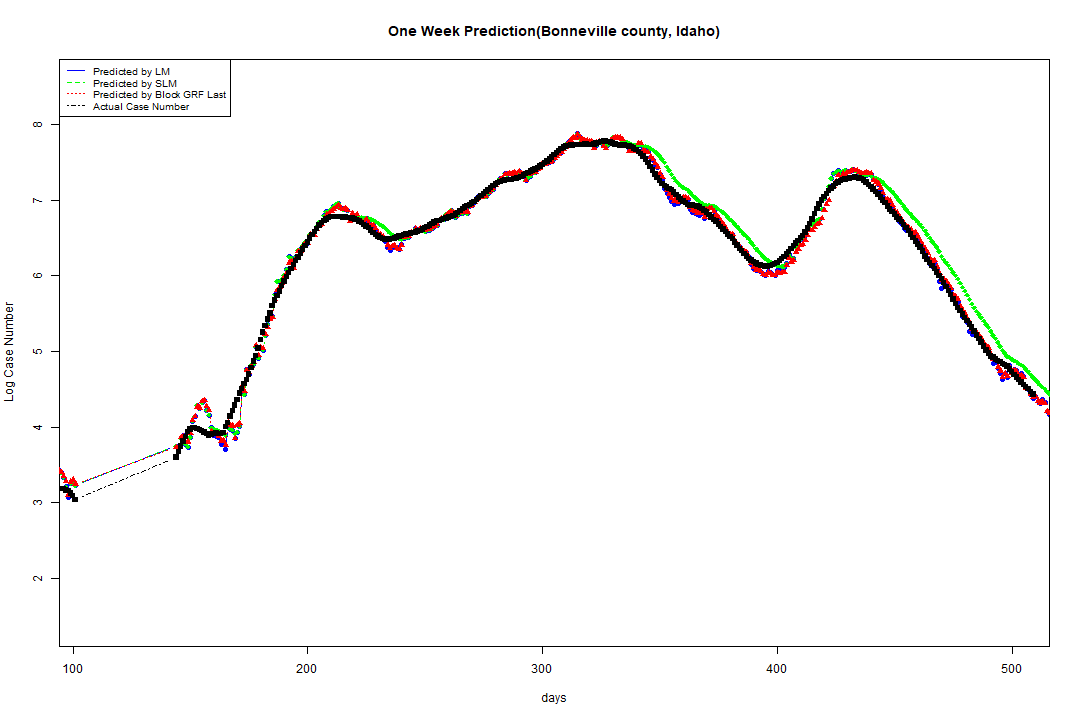 One Week Prediction(Bonneville county, Idaho)
Predicted by LM
Predicted by SLM
Predicted by Block GRF Last
Actual Case Number
8
7
6
5
4
3
2
Log Case Number
100 200 300 400 500
days